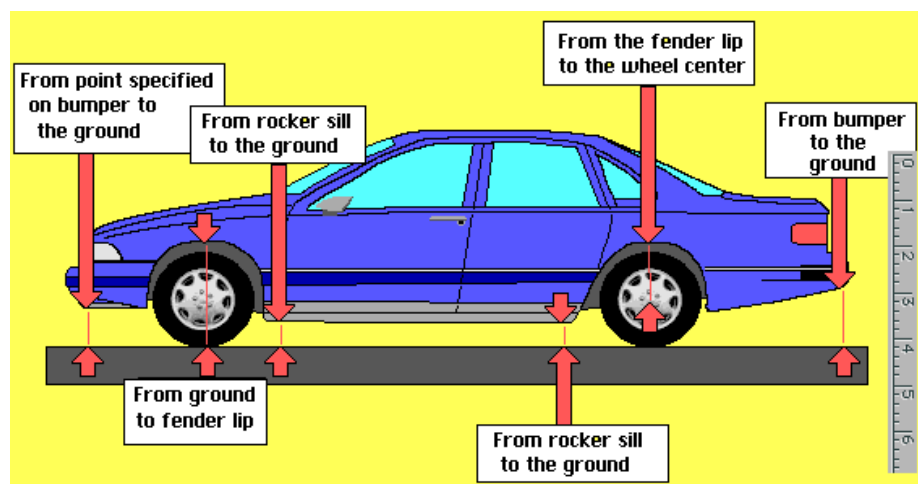 From point specified
on bumper to
the ground
From rocker sill
to the ground
From the fender lip
to the wheel center
From bumper
to the
ground
From ground
to fender lip
From rocker sill
to the ground
0
1
2
3
4
5
6